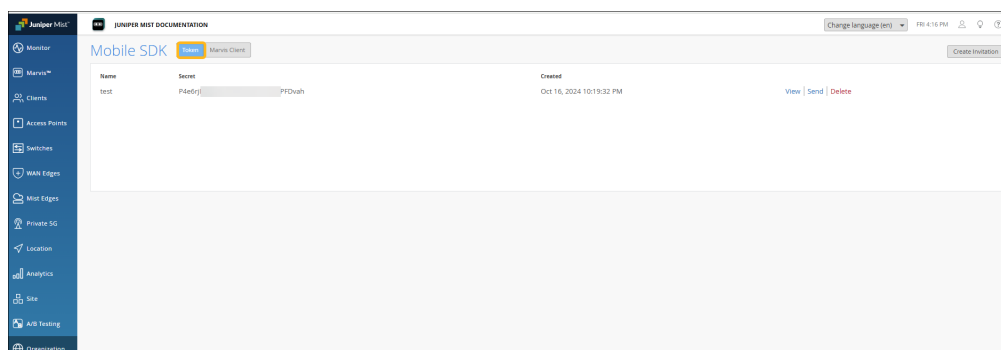 Juniper Mist™
JUNIPER MIST DOCUMENTATION
Change language (en)
FRI 4:16 PM
Monitor
Marvis™
Clients
Access Points
Switches
WAN Edges
Mist Edges
Private 5G
Location
Analytics
Site
A/B Testing
Organization
Mobile SDK
Token
Marvis Client
Create Invitation
Name Secret Created
test P4e6rj PFDvah Oct 16, 2024 10:19:32 PM View Send Delete